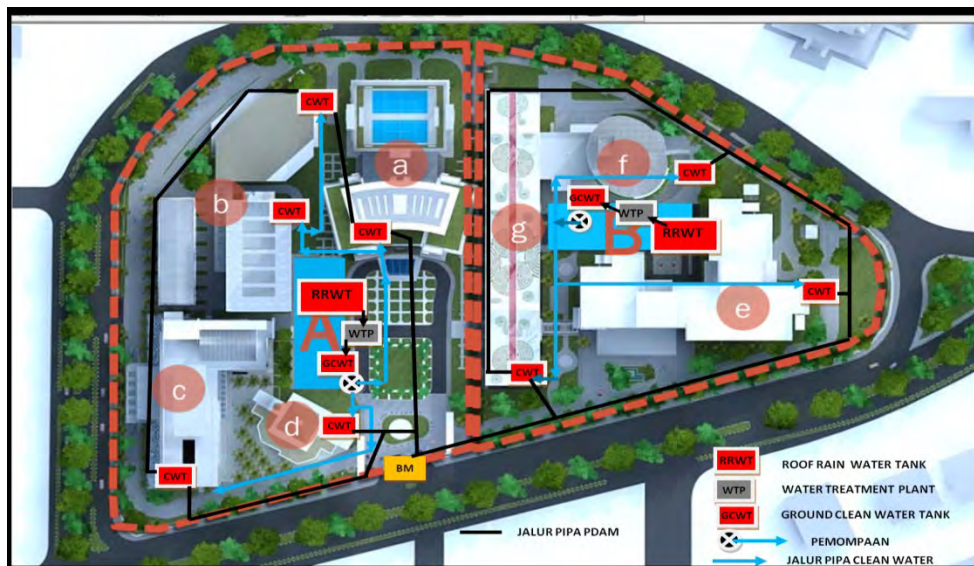 CWT
a
b
CWT
CWT
RRWT
A
WTP
GCWT
c
d
CWT
CWT
BM
f
CWT
GCWT
WTP
B
RRWT
g
e
CWT
CWT
RRWT ROOF RAIN WATER TANK
WTP WATER TREATMENT PLANT
GCWT GROUND CLEAN WATER TANK
PEMOMPAAN
JALUR PIPA PDAM
JALUR PIPA CLEAN WATER